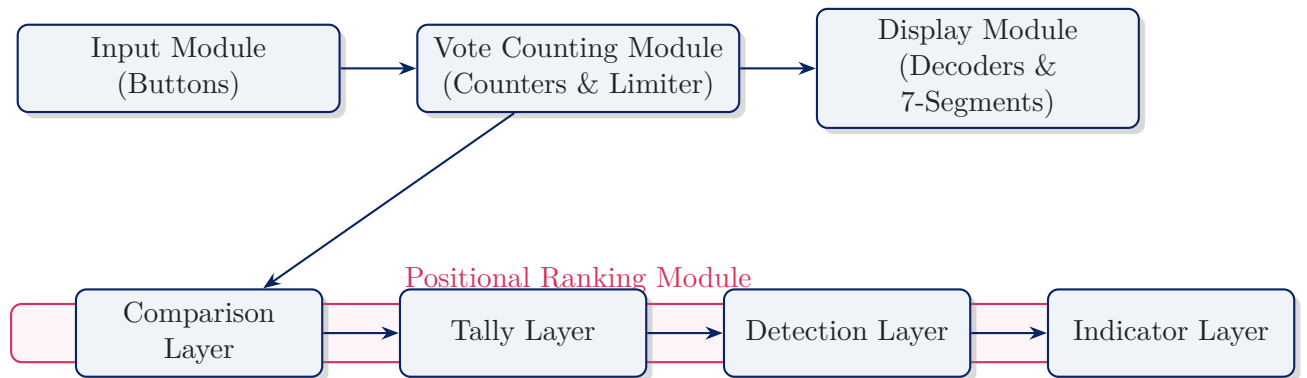 Input Module
(Buttons)
Vote Counting Module
(Counters & Limiter)
Display Module
(Decoders &
7-Segments)
Positional Ranking Module
Comparison
Layer
Tally Layer
Detection Layer
Indicator Layer